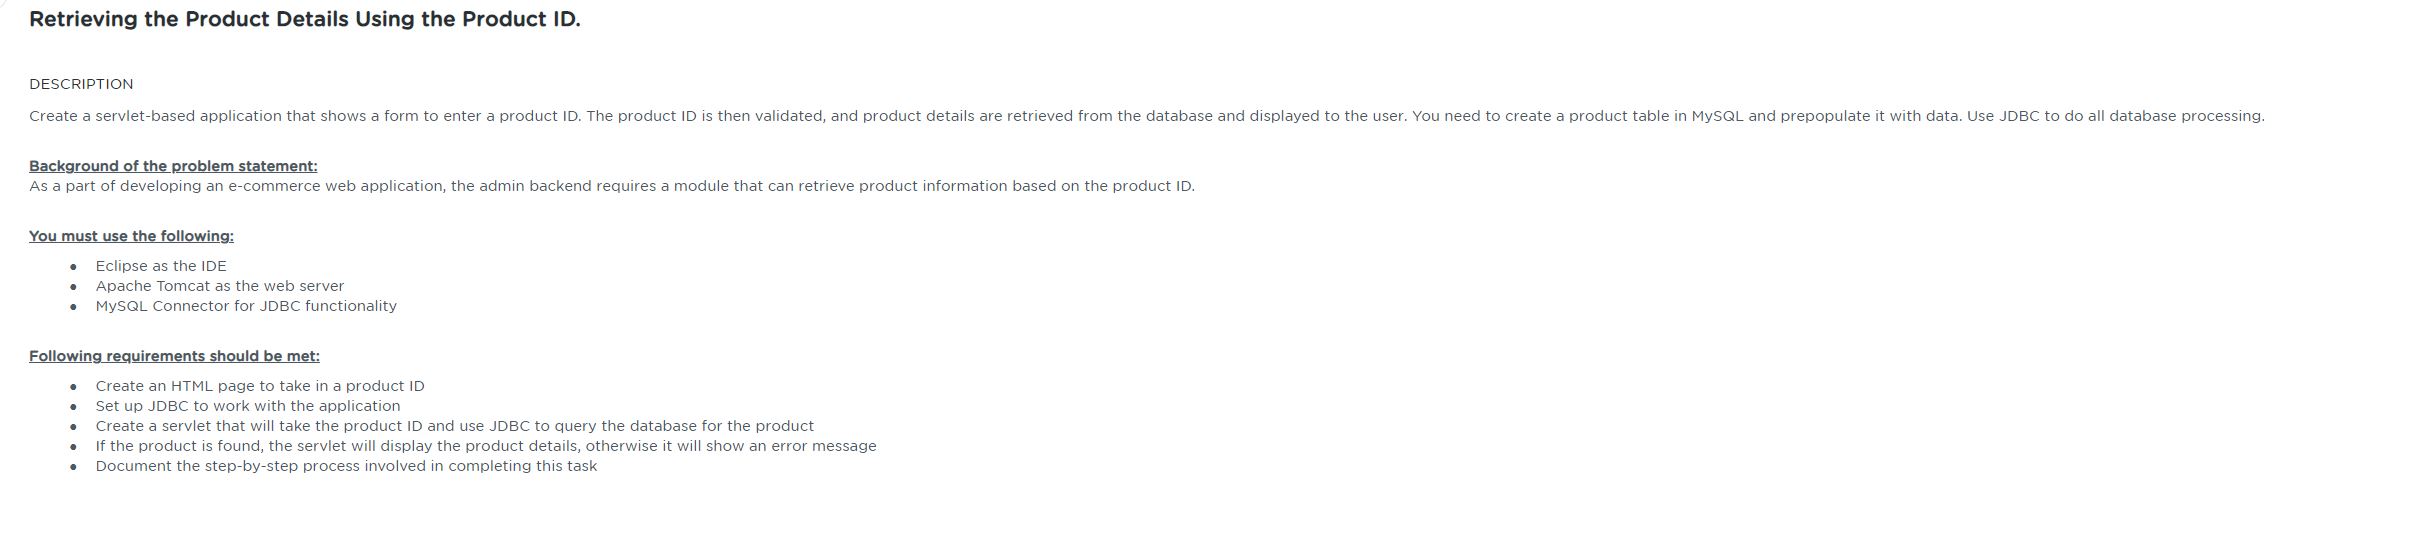 Retrieving the Product Details Using the Product ID.
DESCRIPTION
Create a servlet-based application that shows a form to enter a product ID. The product ID is then validated, and product details are retrieved from the database and displayed to the user. You need to create a product table in MySQL and prepopulate it with data. Use JDBC to do all database processing.
Background of the problem statement:
As a part of developing an e-commerce web application, the admin backend requires a module that can retrieve product information based on the product ID.
You must use the following:
● Eclipse as the IDE
● Apache Tomcat as the web server
● MySQL Connector for JDBC functionality
Following requirements should be met:
● Create an HTML page to take in a product ID
● Set up JDBC to work with the application
● Create a servlet that will take the product ID and use JDBC to query the database for the product
● If the product is found, the servlet will display the product details, otherwise it will show an error message
● Document the step-by-step process involved in completing this task